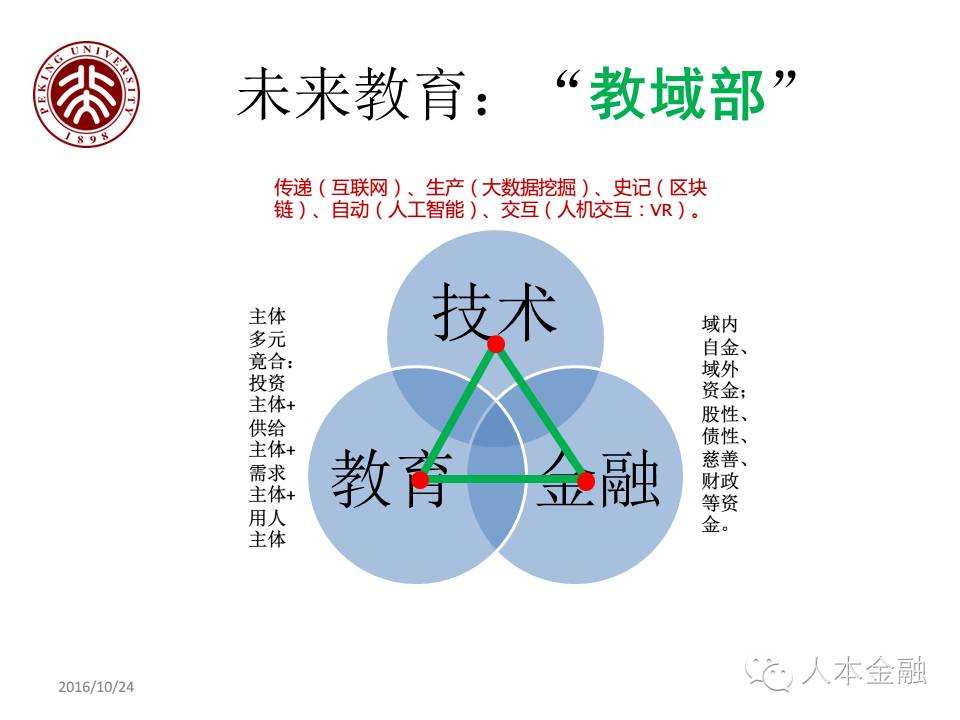 PEKING UNIVERSITY
1898
未来教育：“教域部”
传递（互联网）、生产（大数据挖掘）、史记（区块
链）、自动（人工智能）、交互（人机交互：VR）。
技术
主体
多元
竟合：
投资
主体+
供给
主体+
需求
主体+
用人
主体
教育
金融
域内
自金、
域外
资金；
股性、
债性、
慈善、
财政
等资
金。
2016/10/24
人本金融